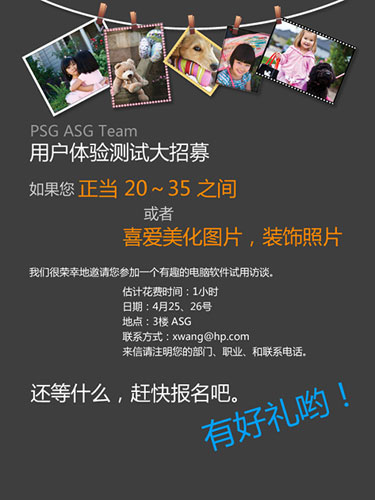 PSG ASG Team
用户体验测试大招募
如果您 正当 20～35 之间
或者
喜爱美化图片，装饰照片
我们很荣幸地邀请您参加一个有趣的电脑软件试用访谈。
估计花费时间：1小时
日期：4月25、26号
地点：3楼 ASG
联系方式：xwang@hp.com
来信请注明您的部门、职业、和联系电话。
还等什么，赶快报名吧。
有好礼哟！